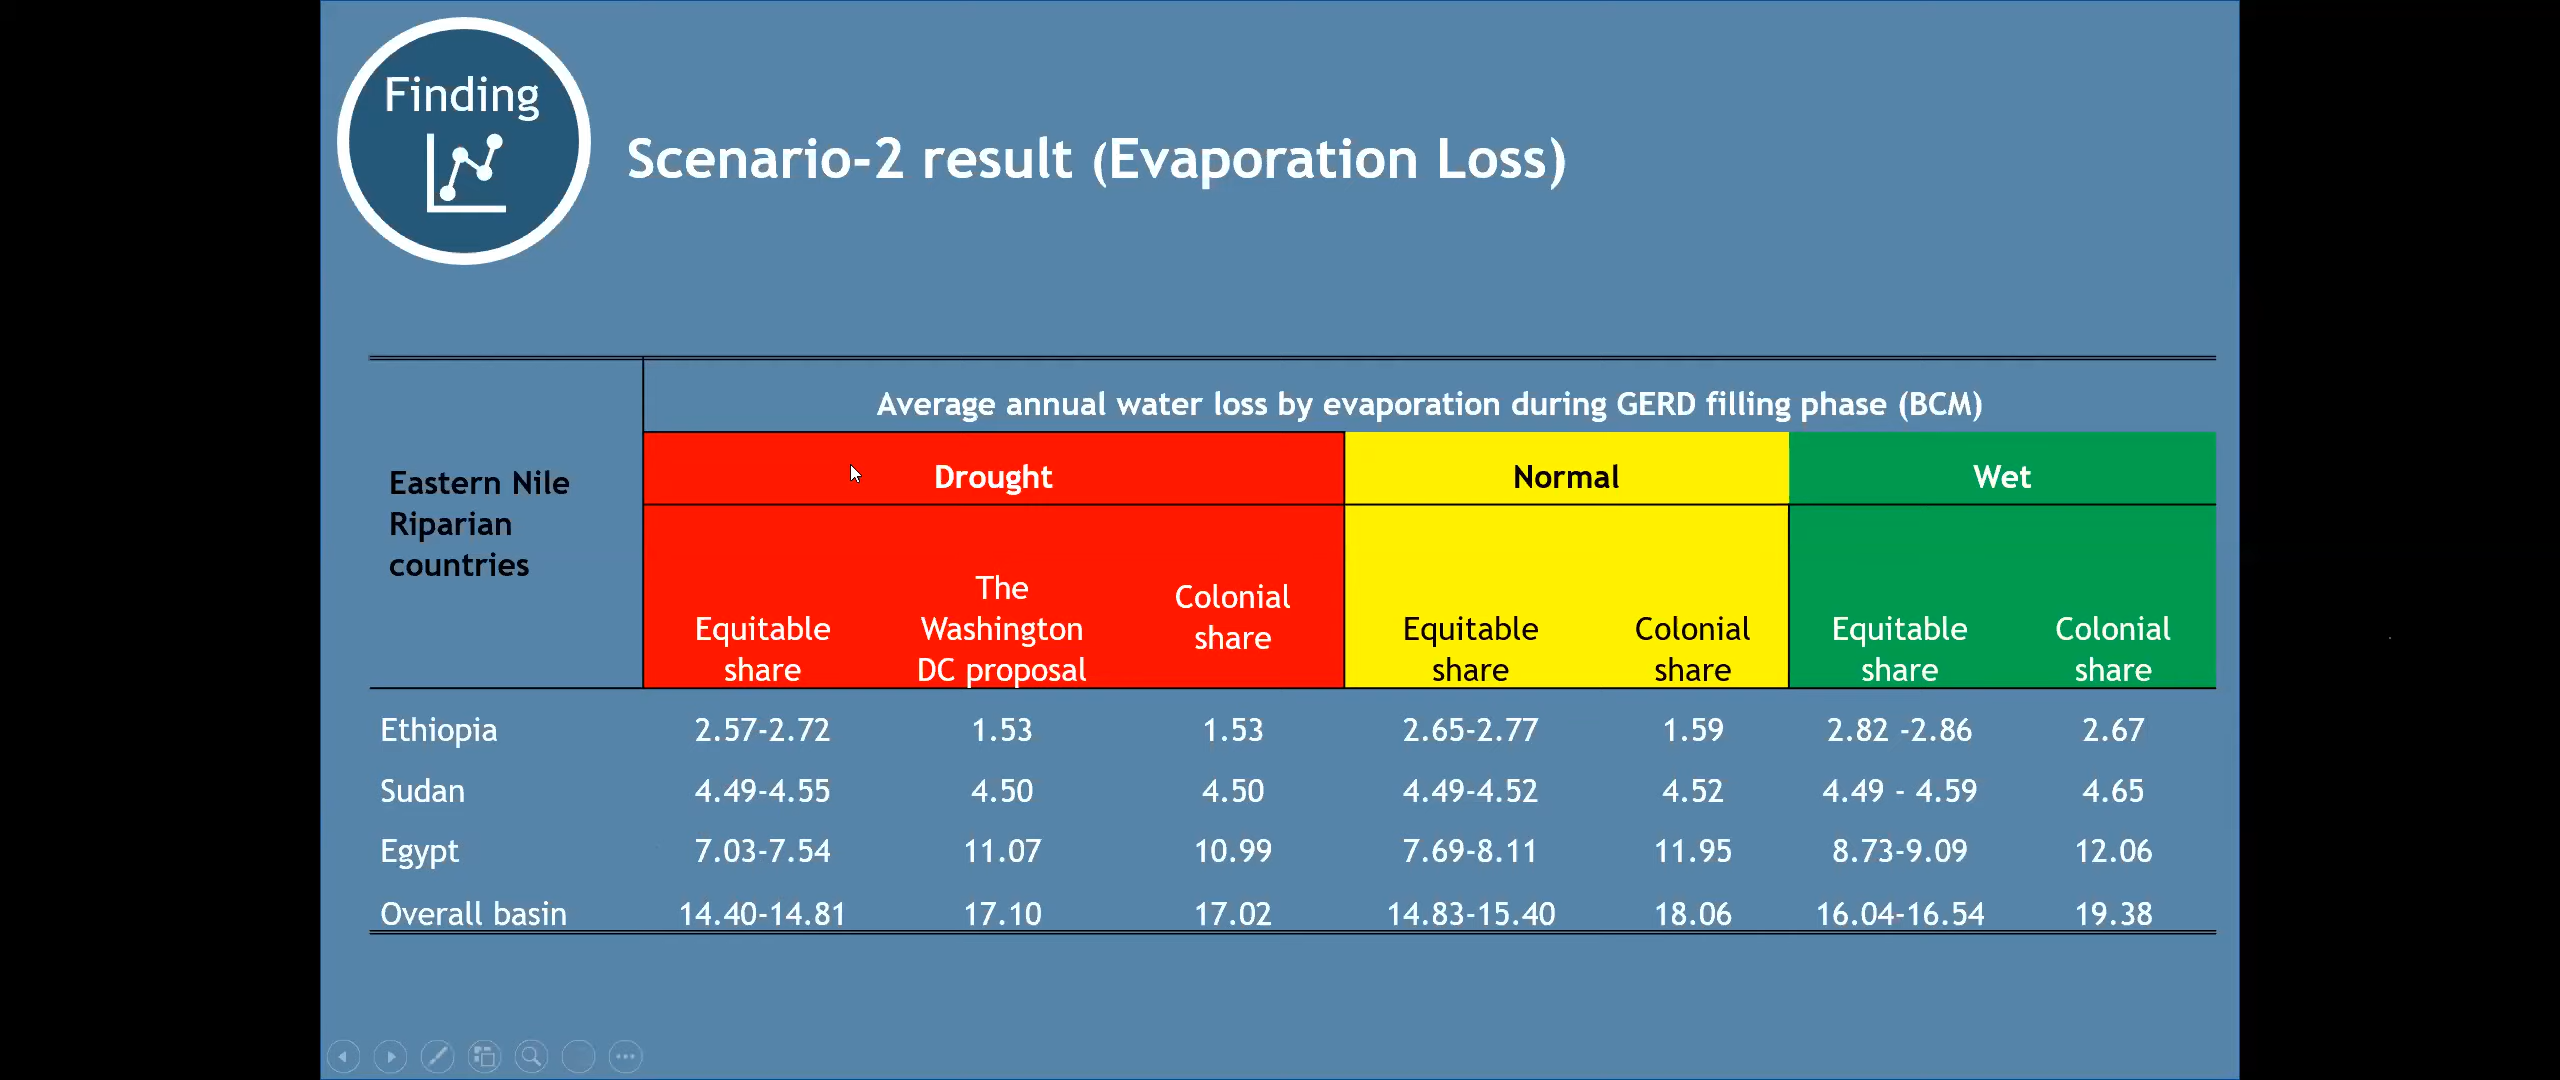 Finding
Scenario-2 result (Evaporation Loss)
Average annual water loss by evaporation during GERD filling phase (BCM)
Eastern Nile
Riparian
countries
Drought
Normal
Wet
Equitable
share
The
Washington
DC proposal
Colonial
share
Equitable
share
Colonial
share
Equitable
share
Colonial
share
Ethiopia 2.57-2.72 1.53 1.53 2.65-2.77 1.59 2.82 -2.86 2.67
Sudan 4.49-4.55 4.50 4.50 4.49-4.52 4.52 4.49 - 4.59 4.65
Egypt 7.03-7.54 11.07 10.99 7.69-8.11 11.95 8.73-9.09 12.06
Overall basin 14.40-14.81 17.10 17.02 14.83-15.40 18.06 16.04-16.54 19.38